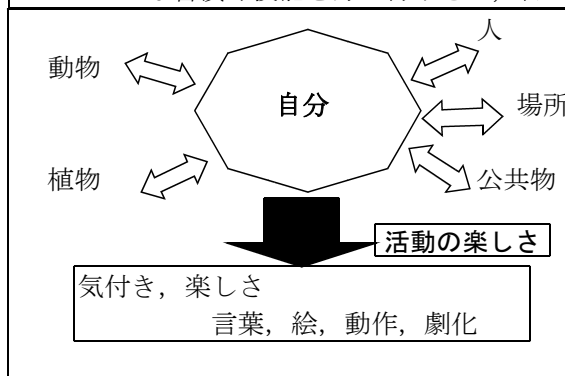 人
動物
自分
場所
植物
公共物
活動の楽しさ
気付き，楽しさ
言葉，絵，動作，劇化